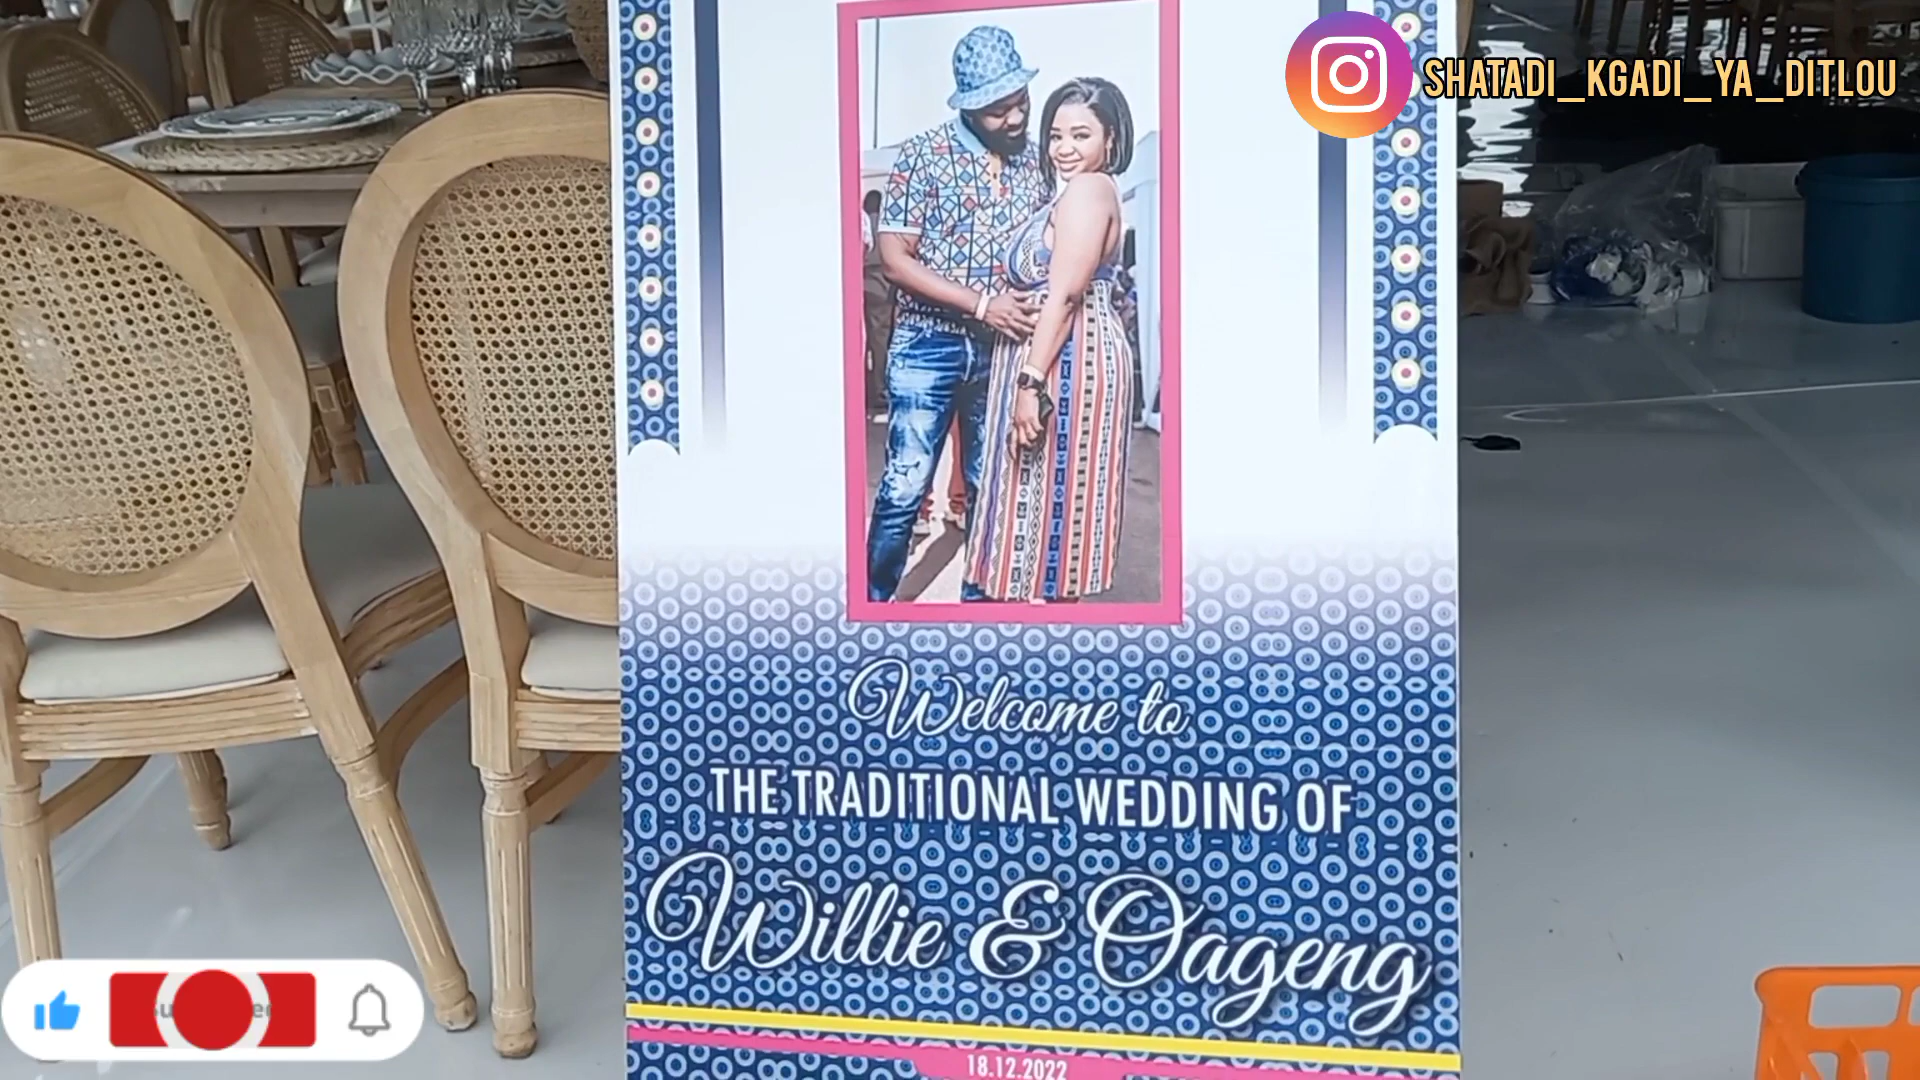 SHATADI_KGADI_YA_DITLOU
Welcome to
THE TRADITIONAL WEDDING OF
Willie & Oageng
18.12.2022